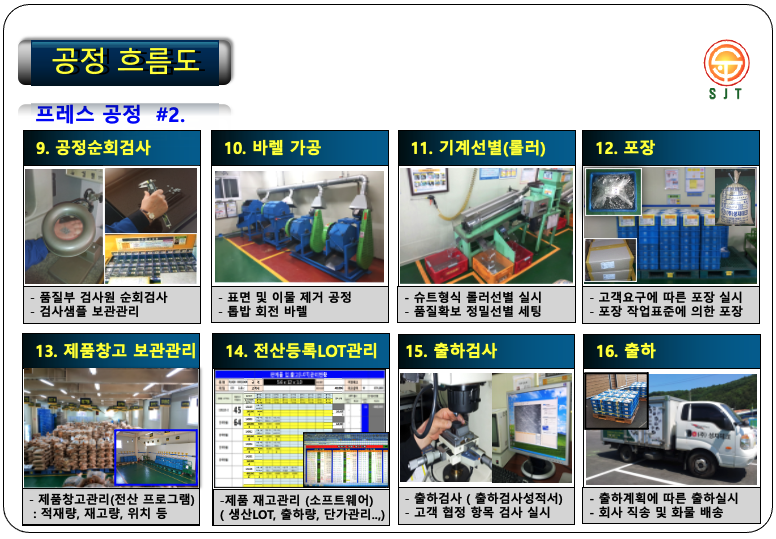 공정 흐름도
SJT
프레스 공정 #2.
9. 공정순회검사
10. 바렐 가공
11. 기계선별(롤러)
12. 포장
- 품질부 검사원 순회검사
- 검사샘플 보관관리
- 표면 및 이물 제거 공정
- 톱밥 회전 바렐
- 슈트형식 롤러선별 실시
- 품질확보 정밀선별 세팅
- 고객요구에 따른 포장 실시
- 포장 작업표준에 의한 포장
13. 제품창고 보관관리
14. 전산등록LOT관리
15. 출하검사
16. 출하
45
64
- 제품창고관리(전산 프로그램)
: 적재량, 재고량, 위치 등
-제품 재고관리 (소프트웨어)
( 생산LOT, 출하량, 단가관리..,)
- 출하검사 ( 출하검사성적서)
- 고객 협정 항목 검사 실시
- 출하계획에 따른 출하실시
- 회사 직송 및 화물 배송